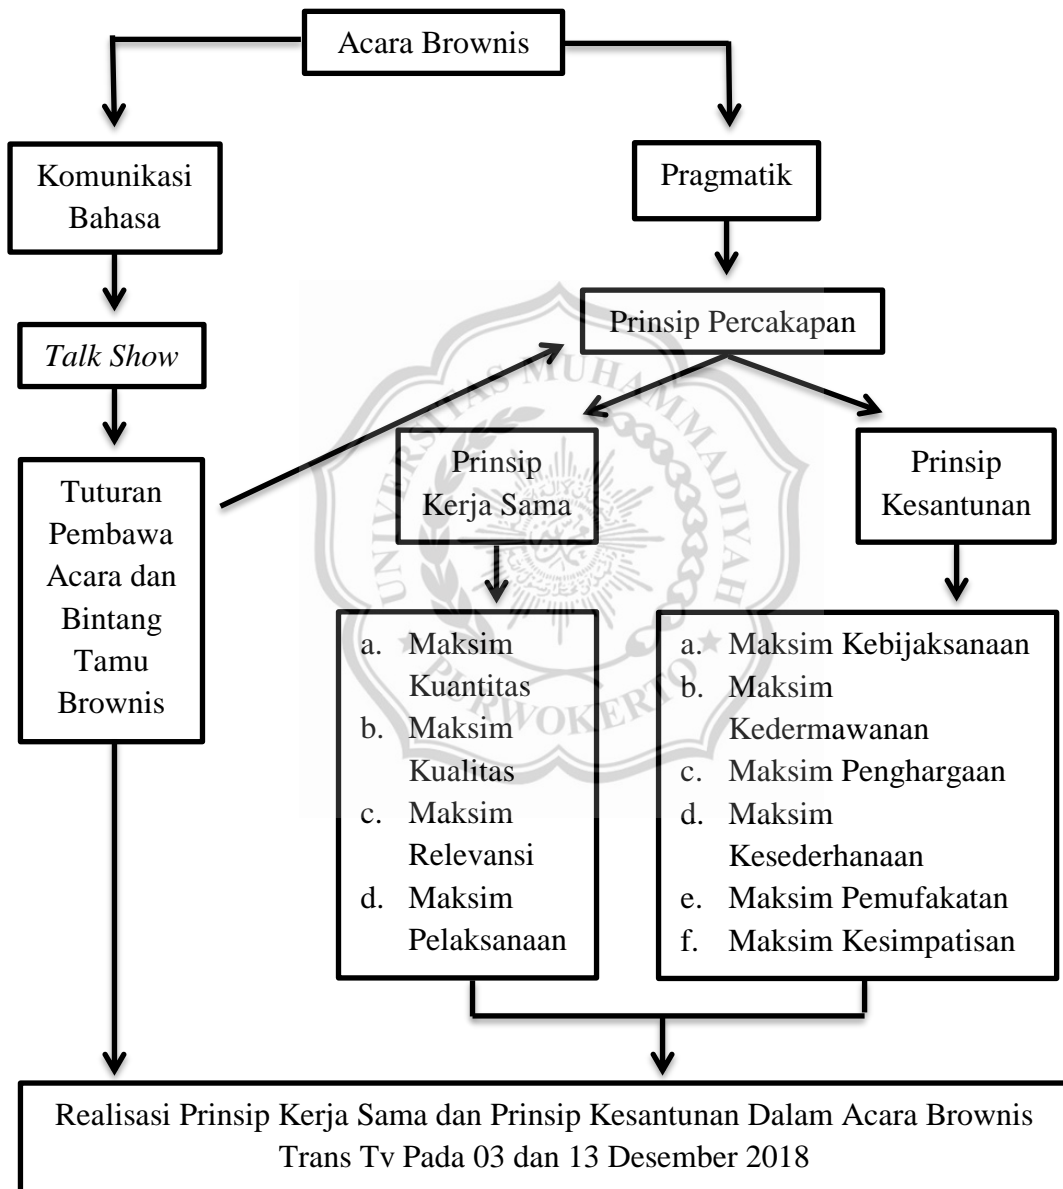 Acara Brownis
Komunikasi
Bahasa
Pragmatik
Talk Show
Prinsip Percakapan
Tuturan
Pembawa
Acara dan
Bintang
Tamu
Brownis
Prinsip
Kerja Sama
Prinsip
Kesantunan
a. Maksim
Kuantitas
b. Maksim
Kualitas
c. Maksim
Relevansi
d. Maksim
Pelaksanaan
a. Maksim Kebijaksanaan
b. Maksim
Kedermawanan
c. Maksim Penghargaan
d. Maksim
Kesederhanaan
e. Maksim Pemufakatan
f. Maksim Kesimpatisan
Realisasi Prinsip Kerja Sama dan Prinsip Kesantunan Dalam Acara Brownis
Trans Tv Pada 03 dan 13 Desember 2018
UNIVERSITAS MUHAMMADIYAH
PURWOKERTO